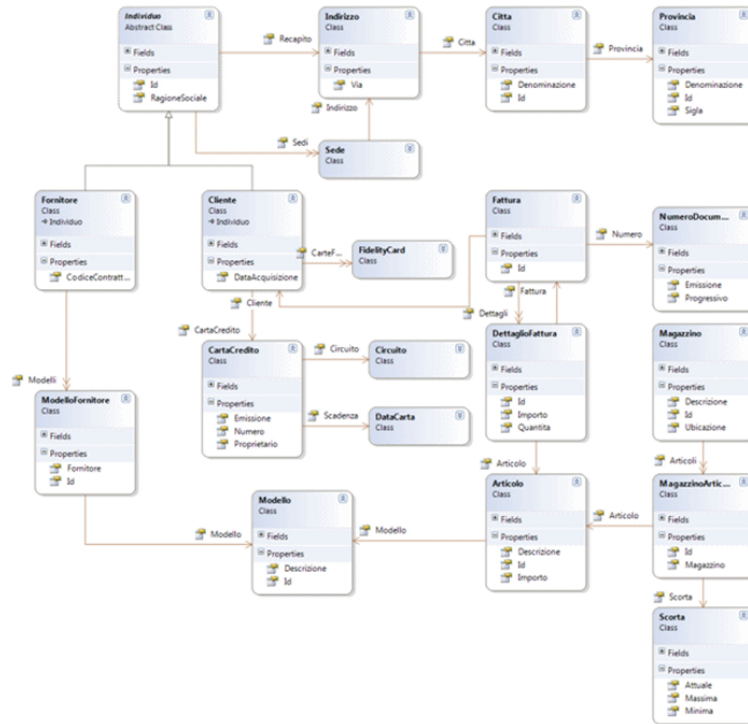 Individuo
Abstract Class
Fields
Properties
Id
RagioneSociale
Recapito
Indirizzo
Class
Fields
Properties
Via
Citta
Citta
Class
Fields
Properties
Denominazione
Id
Provincia
Provincia
Class
Fields
Properties
Denominazione
Id
Sigla
Indirizzo
Sedi
Sede
Class
Fornitore
Class
Individuo
Fields
Properties
CodiceContratt...
Cliente
Class
Individuo
Fields
Properties
DataAcquisizione
CarteF...
FidelityCard
Class
Fattura
Class
Fields
Properties
Id
Numero
NumeroDocum...
Class
Fields
Properties
Emissione
Progressivo
Cliente
Fattura
Dettagli
CartaCredito
CartaCredito
Class
Fields
Properties
Emissione
Numero
Proprietario
Circuito
Circuito
Class
Scadenza
DataCarta
Class
DettaglioFattura
Class
Fields
Properties
Id
Importo
Quantita
Magazzino
Class
Fields
Properties
Descrizione
Id
Ubicazione
Modelli
ModelloFornitore
Class
Fields
Properties
Fornitore
Id
Articolo
Articoli
Modello
Modello
Class
Fields
Properties
Descrizione
Id
Modello
Articolo
Class
Fields
Properties
Descrizione
Id
Importo
Articolo
MagazzinoArtic...
Class
Fields
Properties
Id
Magazzino
Scorta
Scorta
Class
Fields
Properties
Attuale
Massima
Minima